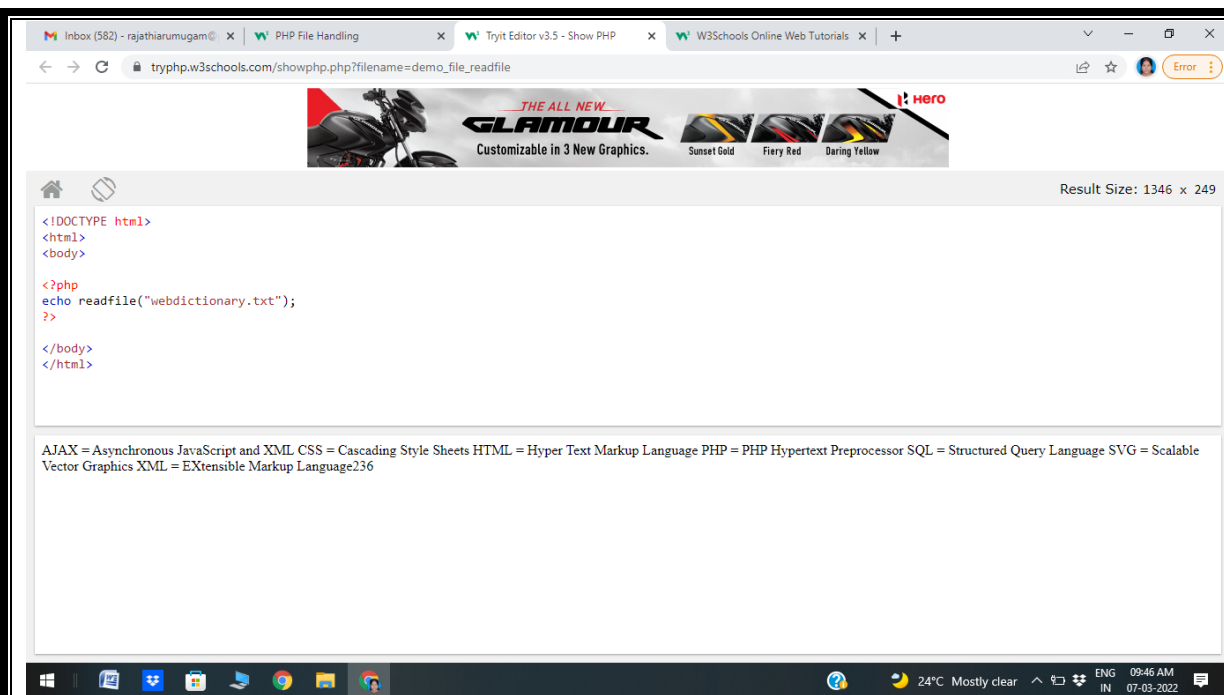 Inbox (582) - rajathiarumugam@
PHP File Handling
Tryit Editor v3.5 - Show PHP
W3Schools Online Web Tutorials
tryphp.w3schools.com/showphp.php?filename=demo_file_readfile
Error
THE ALL NEW
GLAMOUR
Customizable in 3 New Graphics.
Sunset Gold Fiery Red Daring Yellow
Hero
Result Size: 1346 x 249
<!DOCTYPE html>
<html>
<body>
<?php
echo readfile("webdictionary.txt");
?>
</body>
</html>
AJAX = Asynchronous JavaScript and XML CSS = Cascading Style Sheets HTML = Hyper Text Markup Language PHP = PHP Hypertext Preprocessor SQL = Structured Query Language SVG = Scalable
Vector Graphics XML = EXtensible Markup Language236
24°C Mostly clear
ENG
IN
09:46 AM
07-03-2022